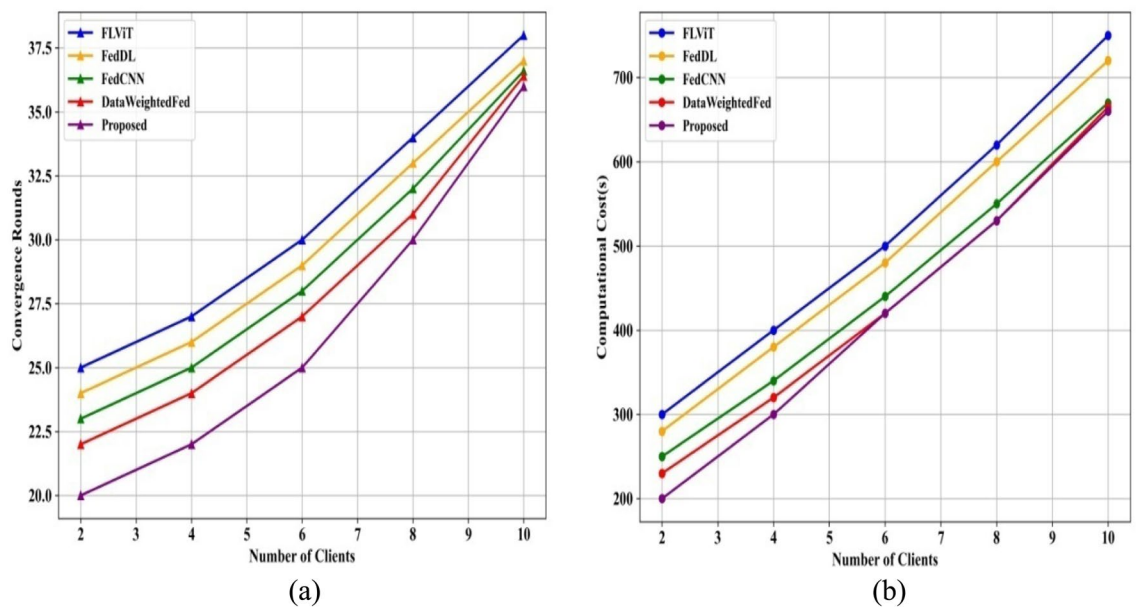 FLViT
FedDL
FedCNN
DataWeightedFed
Proposed
37.5
35.0
32.5
30.0
27.5
25.0
22.5
20.0
Convergence Rounds
2 3 4 5 6 7 8 9 10
Number of Clients
(a)
FLViT
FedDL
FedCNN
DataWeightedFed
Proposed
700
600
500
400
300
200
Computational Cost(s)
2 3 4 5 6 7 8 9 10
Number of Clients
(b)